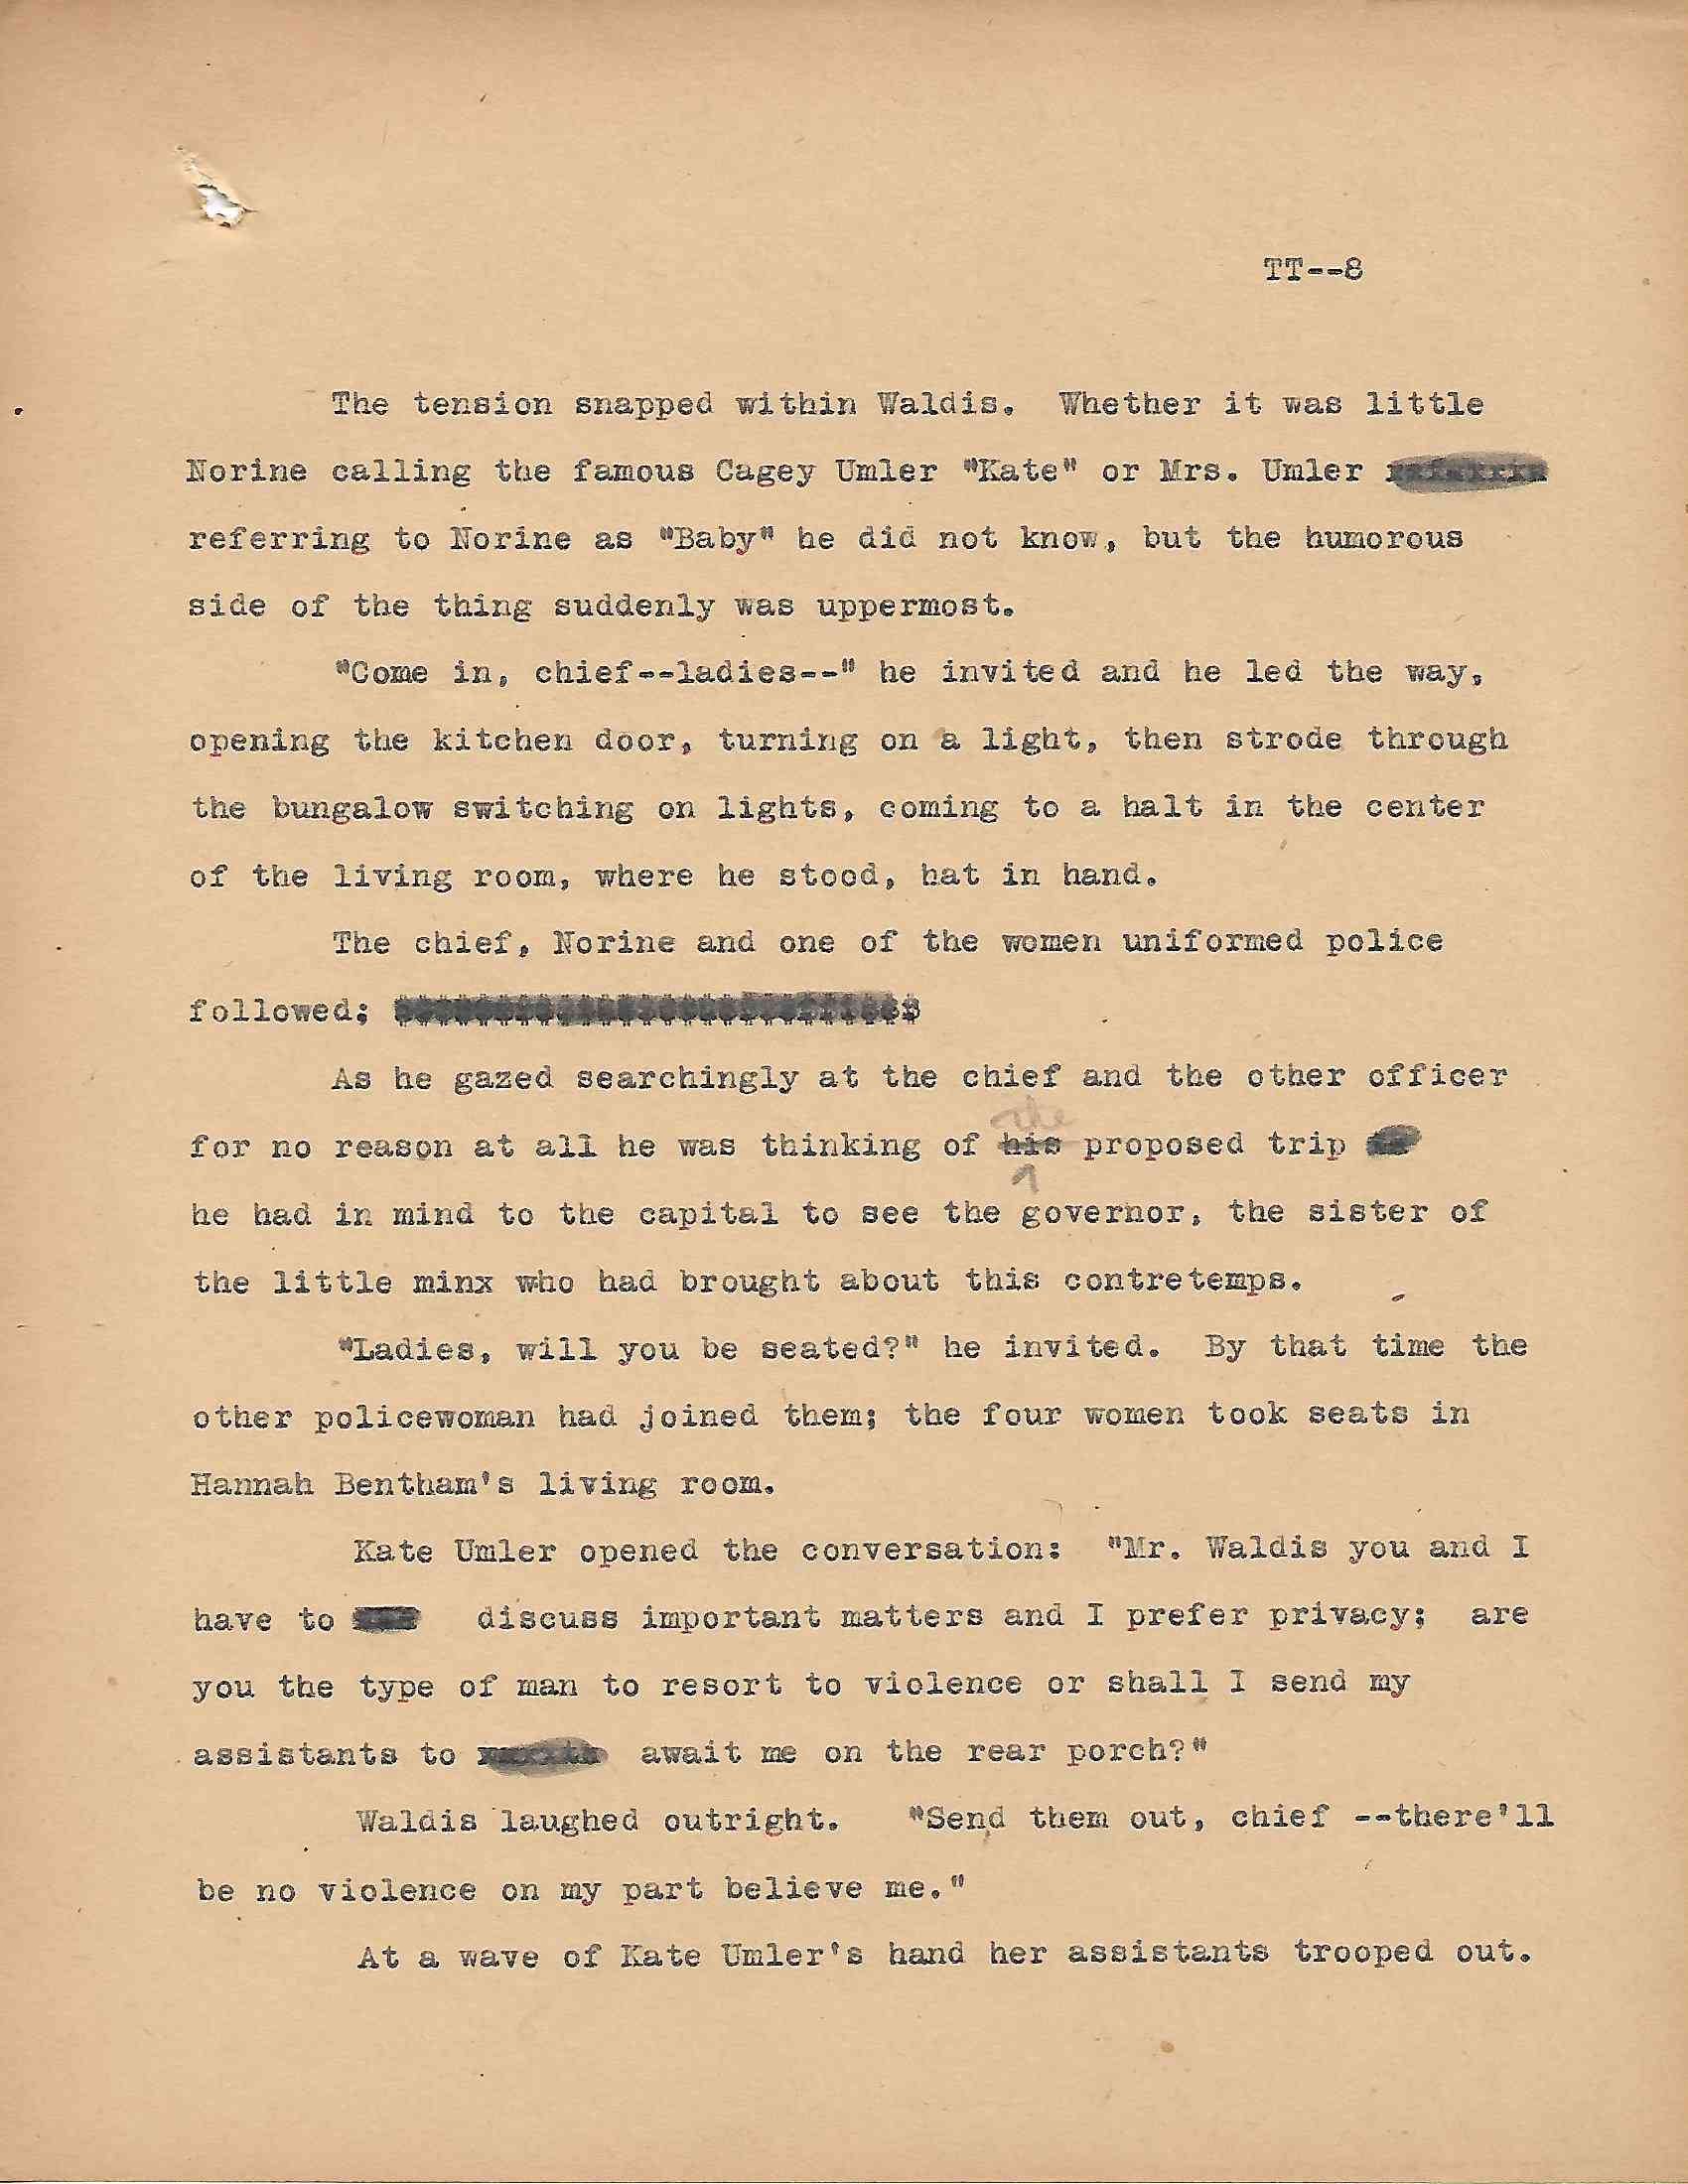 TT--8
The tension snapped within Waldis.  Whether it was little
Norine calling the famous Cagey Umler "Kate" or Mrs. Umler
referring to Norine as "Baby" he did not know, but the humorous
side of the thing suddenly was uppermost.
"Come in, chief--ladies--" he invited and he led the way,
opening the kitchen door, turning on a light, then strode through
the bungalow switching on lights, coming to a halt in the center
of the living room, where he stood, hat in hand.
The chief, Norine and one of the women uniformed police
followed;
As he gazed searchingly at the chief and the other officer
the
for no reason at all he was thinking of his proposed trip
he had in mind to the capital to see the governor, the sister of
the little minx who had brought about this contretemps.
"Ladies, will you be seated?" he invited.  By that time the
other policewoman had joined them; the four women took seats in
Hannah Bentham's living room.
Kate Umler opened the conversation:  "Mr. Waldis you and I
have to discuss important matters and I prefer privacy;  are
you the type of man to resort to violence or shall I send my
assistants to await me on the rear porch?"
Waldis laughed outright.   "Send them out, chief --there'll
be no violence on my part believe me."
At a wave of Kate Umler's hand her assistants trooped out.